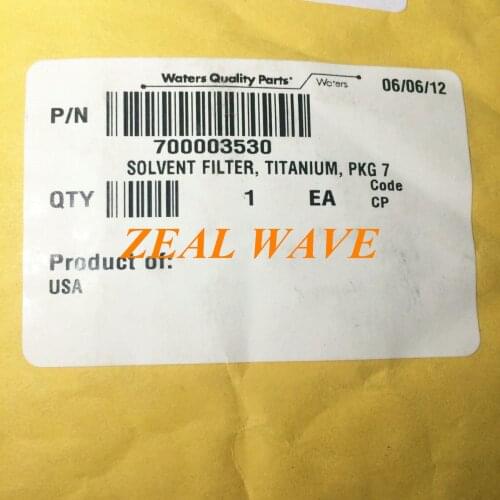 Waters Quality Parts® Waters 06/06/12
P/N
700003530
SOLVENT FILTER, TITANIUM, PKG 7
QTY 1 EA Code
CP
ZEAL WAVE
Product of:
USA